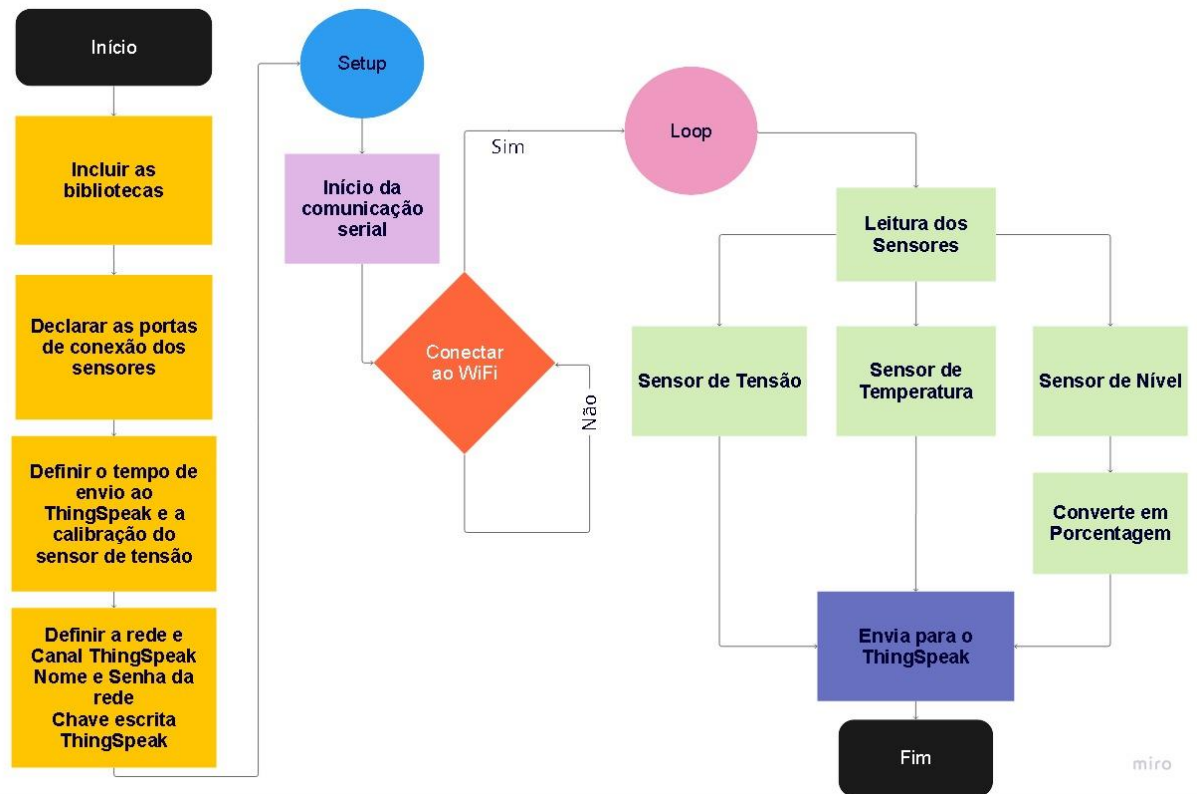 Início
Incluir as
bibliotecas
Declarar as portas
de conexão dos
sensores
Definir o tempo de
envio ao
ThingSpeak e a
calibração do
sensor de tensão
Definir a rede e
Canal ThingSpeak
Nome e Senha da
rede
Chave escrita
ThingSpeak
Setup
Início da
comunicação
serial
Conectar
ao WiFi
Não
Sim
Loop
Leitura dos
Sensores
Sensor de Tensão
Sensor de
Temperatura
Sensor de Nível
Converte em
Porcentagem
Envia para o
ThingSpeak
Fim
miro